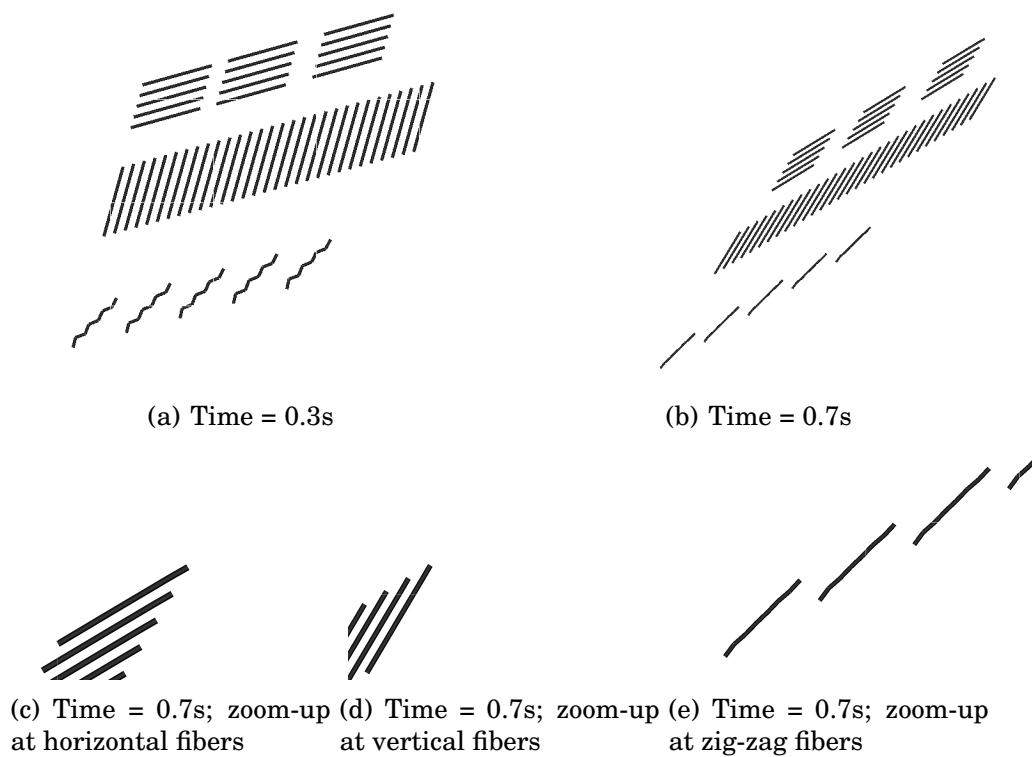 (a) Time = 0.3s
(b) Time = 0.7s
(c) Time = 0.7s; zoom-up
at horizontal fibers
(d) Time = 0.7s; zoom-up
at vertical fibers
(e) Time = 0.7s; zoom-up
at zig-zag fibers